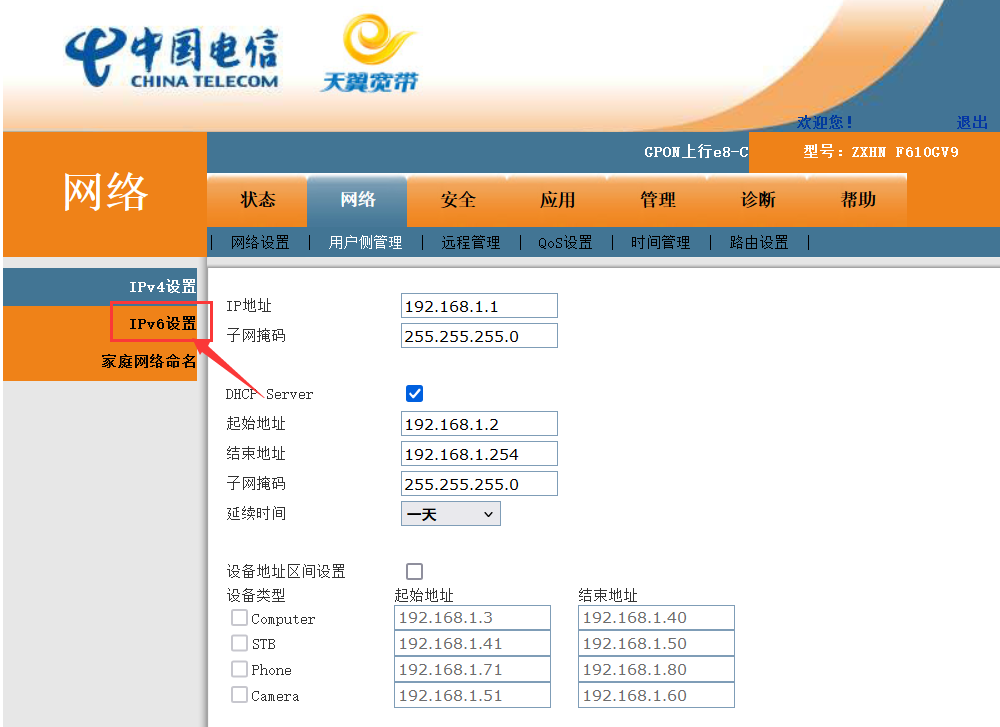 中国电信
CHINA TELECOM
天翼宽带
欢迎您！ 退出
GPON上行e8-C 型号：ZXHN F610GV9
网络
状态 网络 安全 应用 管理 诊断 帮助
| 网络设置 | 用户侧管理 | 远程管理 | QoS设置 | 时间管理 | 路由设置 |
IPv4设置
IPv6设置
家庭网络命名
IP地址 192.168.1.1
子网掩码 255.255.255.0
DHCP Server
起始地址 192.168.1.2
结束地址 192.168.1.254
子网掩码 255.255.255.0
延续时间 一天
设备地址区间设置
设备类型 起始地址 结束地址
Computer 192.168.1.3 192.168.1.40
STB 192.168.1.41 192.168.1.50
Phone 192.168.1.71 192.168.1.80
Camera 192.168.1.51 192.168.1.60